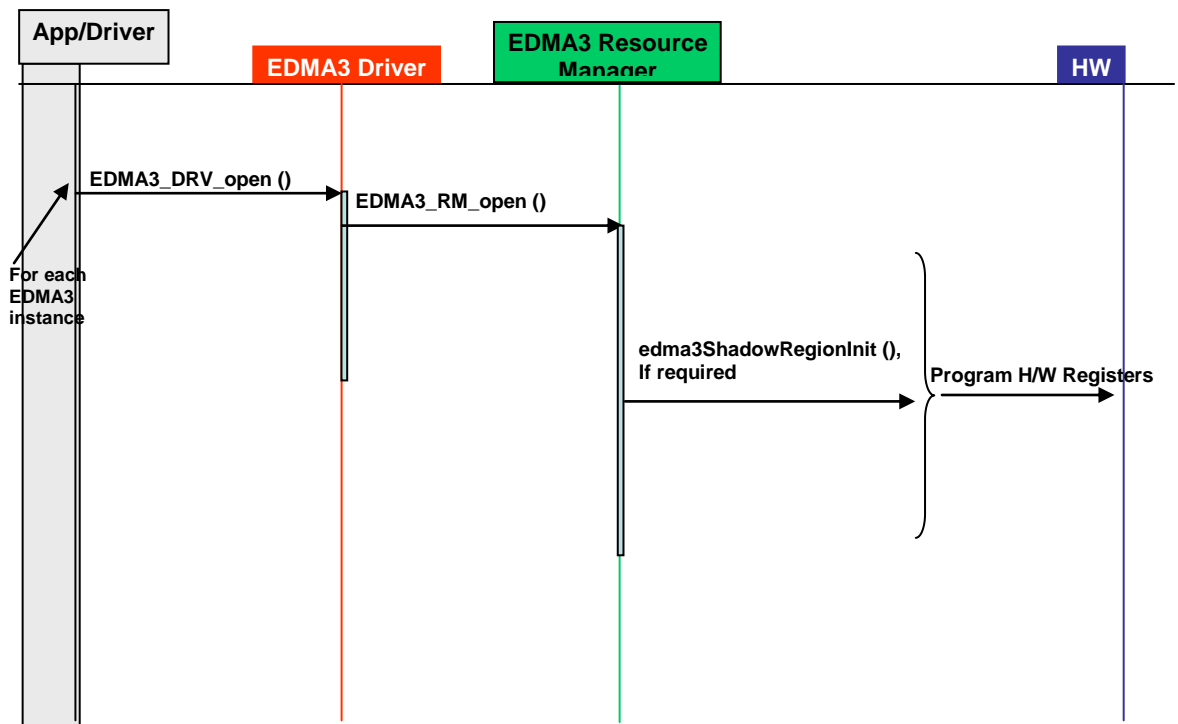 App/Driver
EDMA3 Driver
EDMA3 Resource
Manager
HW
EDMA3_DRV_open ()
EDMA3_RM_open ()
For each
EDMA3
instance
edma3ShadowRegionInit (),
If required
Program H/W Registers